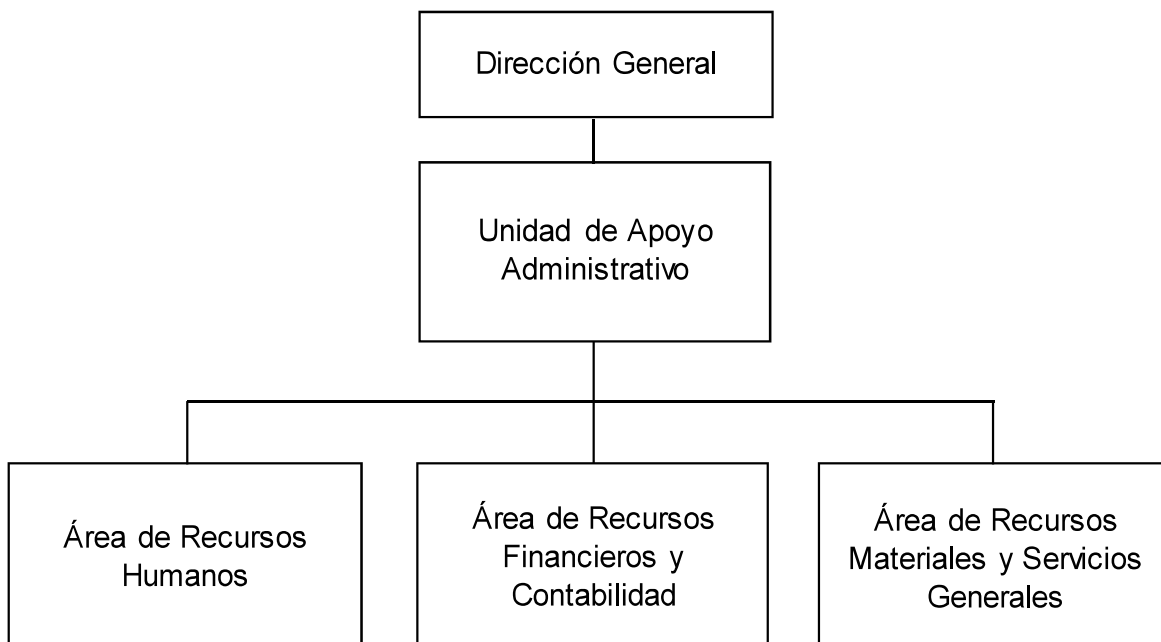 Dirección General
Unidad de Apoyo
Administrativo
Área de Recursos
Humanos
Área de Recursos
Financieros y
Contabilidad
Área de Recursos
Materiales y Servicios
Generales